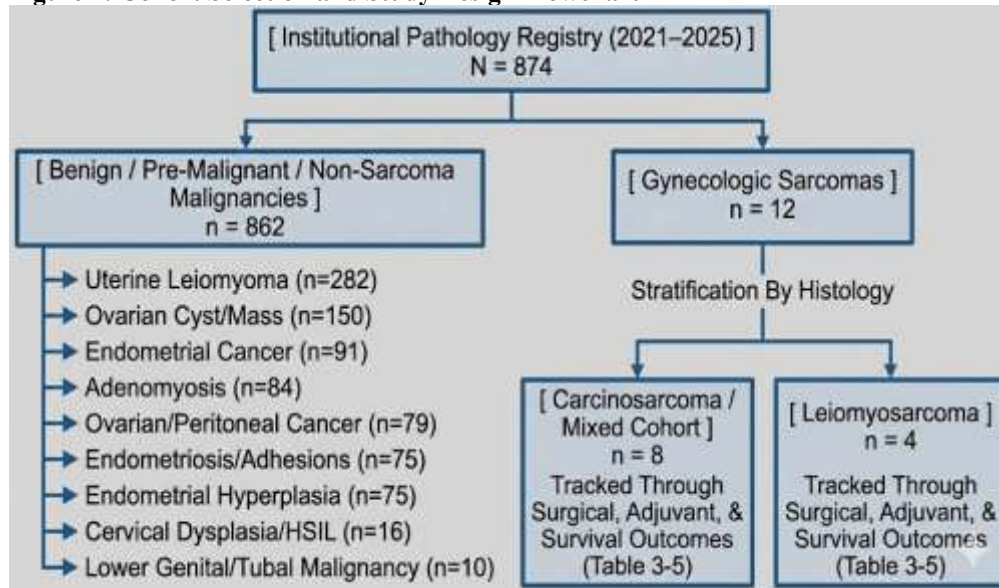 [ Institutional Pathology Registry (2021–2025) ]
N = 874
[ Benign / Pre-Malignant / Non-Sarcoma
Malignancies ]
n = 862
Uterine Leiomyoma (n=282)
Ovarian Cyst/Mass (n=150)
Endometrial Cancer (n=91)
Adenomyosis (n=84)
Ovarian/Peritoneal Cancer (n=79)
Endometriosis/Adhesions (n=75)
Endometrial Hyperplasia (n=75)
Cervical Dysplasia/HSIL (n=16)
Lower Genital/Tubal Malignancy (n=10)
[ Gynecologic Sarcomas ]
n = 12
Stratification By Histology
[ Carcinosarcoma /
Mixed Cohort ]
n = 8
Tracked Through
Surgical, Adjuvant, &
Survival Outcomes
(Table 3-5)
[ Leiomyosarcoma ]
n = 4
Tracked Through
Surgical, Adjuvant, &
Survival Outcomes
(Table 3-5)